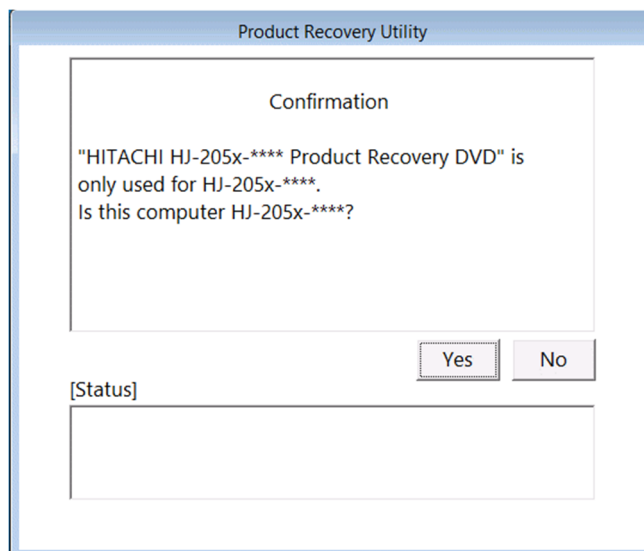 Product Recovery Utility
Confirmation
"HITACHI HJ-205x-**** Product Recovery DVD" is
only used for HJ-205x-****.
Is this computer HJ-205x-****?
Yes
No
[Status]